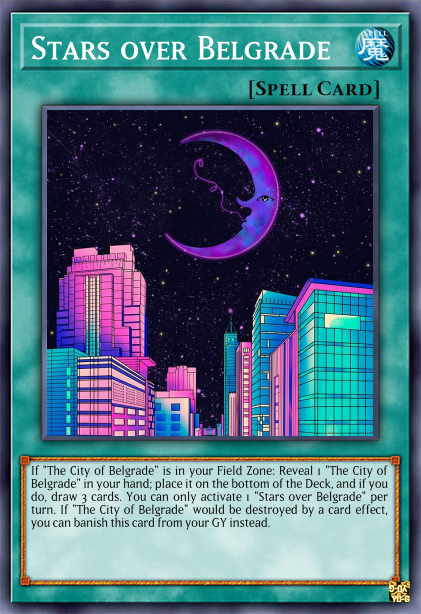 Stars over Belgrade
SPELL
魔
[Spell Card]
If "The City of Belgrade" is in your Field Zone: Reveal 1 "The City of
Belgrade" in your hand; place it on the bottom of the Deck, and if you
do, draw 3 cards. You can only activate 1 "Stars over Belgrade" per
turn. If "The City of Belgrade" would be destroyed by a card effect,
you can banish this card from your GY instead.